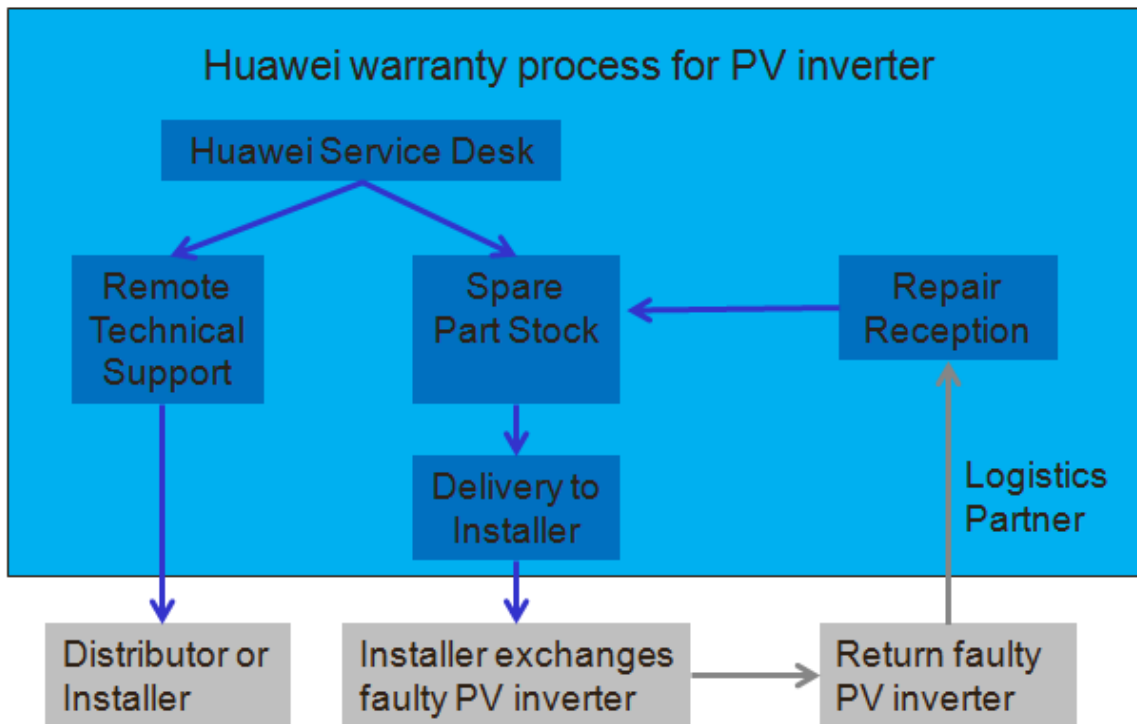 Huawei warranty process for PV inverter
Huawei Service Desk
Remote
Technical
Support
Spare
Part Stock
Repair
Reception
Delivery to
Installer
Logistics
Partner
Distributor or
Installer
Installer exchanges
faulty PV inverter
Return faulty
PV inverter